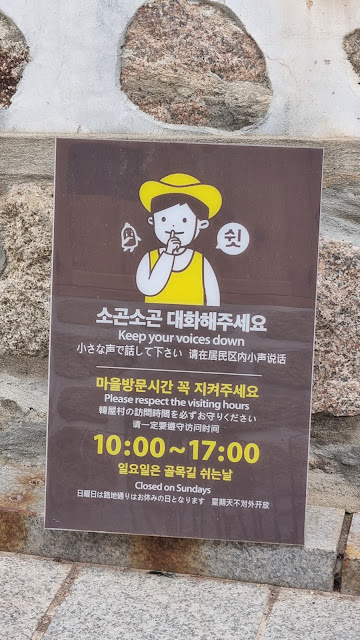 쉿
소곤소곤 대화해주세요
Keep your voices down
小さな声で話して下さい 请在居民区内小声说话
마을방문시간 꼭 지켜주세요
Please respect the visiting hours
韓屋村の訪問時間を必ずお守りください
请一定要遵守访问时间
10:00~17:00
일요일은 골목길 쉬는날
Closed on Sundays
日曜日は路地通りはお休みの日となります 星期天不对外开放